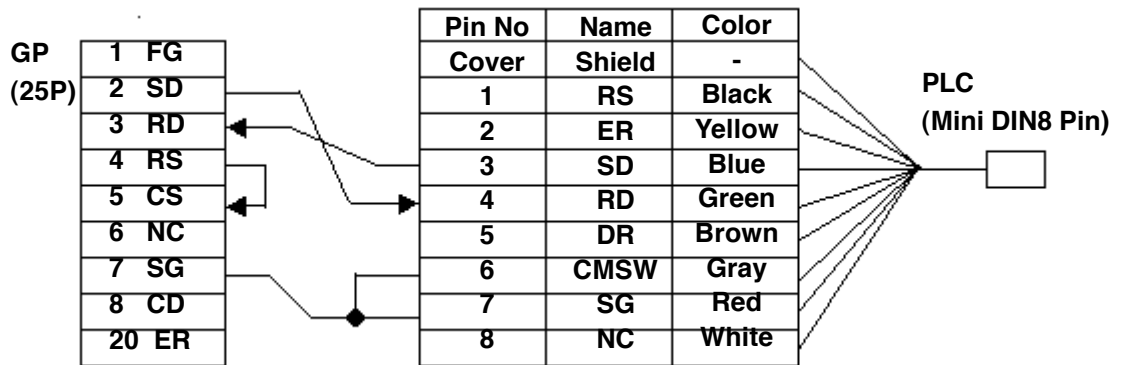 GP
(25P)
1 FG
2 SD
3 RD
4 RS
5 CS
6 NC
7 SG
8 CD
20 ER
Pin No Name Color
Cover Shield -
1 RS Black
2 ER Yellow
3 SD Blue
4 RD Green
5 DR Brown
6 CMSW Gray
7 SG Red
8 NC White
PLC
(Mini DIN8 Pin)